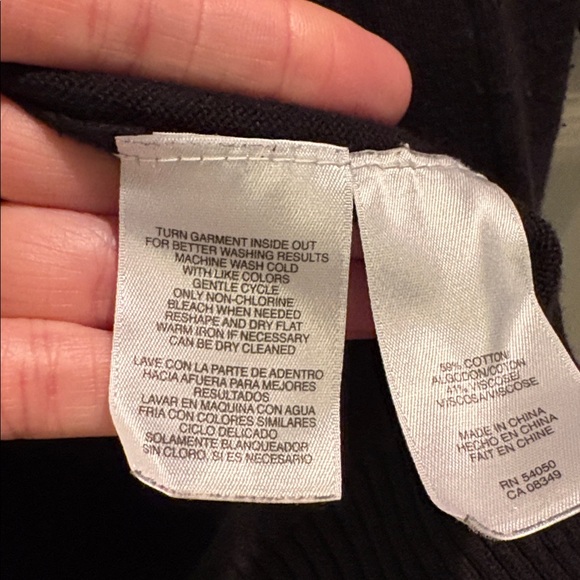 TURN GARMENT INSIDE OUT
FOR BETTER WASHING RESULTS
MACHINE WASH COLD
WITH LIKE COLORS
GENTLE CYCLE
ONLY NON-CHLORINE
BLEACH WHEN NEEDED
RESHAPE AND DRY FLAT
WARM IRON IF NECESSARY
CAN BE DRY CLEANED
LAVE CON LA PARTE DE ADENTRO
HACIA AFUERA PARA MEJORES
RESULTADOS
LAVAR EN MAQUINA CON AGUA
FRIA CON COLORES SIMILARES
CICLO DELICADO
SOLAMENTE BLANQUEADOR
SIN CLORO, SI ES NECESARIO
59% COTTON/
ALGODON/COTON
41% VISCOSE/
VISCOSA/VISCOSE
MADE IN CHINA
HECHO EN CHINA
FAIT EN CHINE
RN 54050
CA 08349